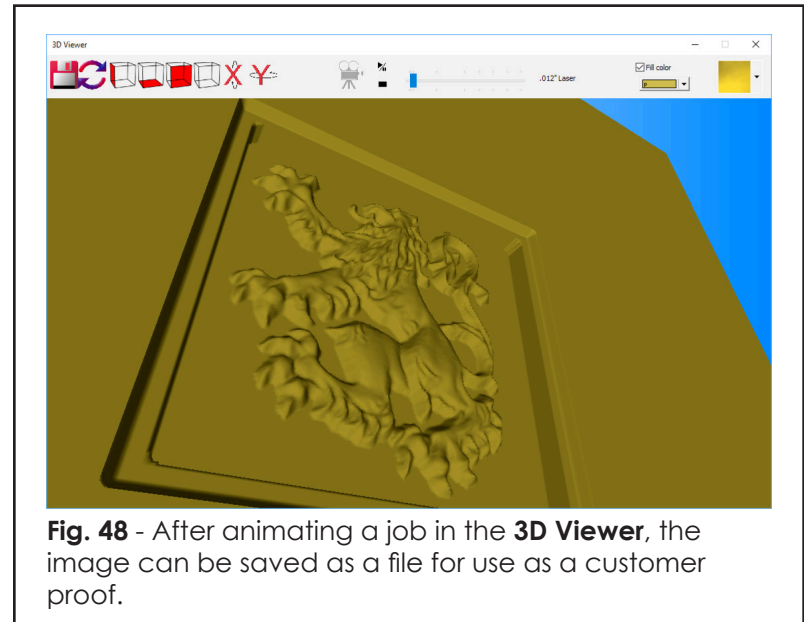 3D Viewer
.012" Laser
Fill color
P
X
Y
Fig. 48 - After animating a job in the 3D Viewer, the
image can be saved as a file for use as a customer
proof.